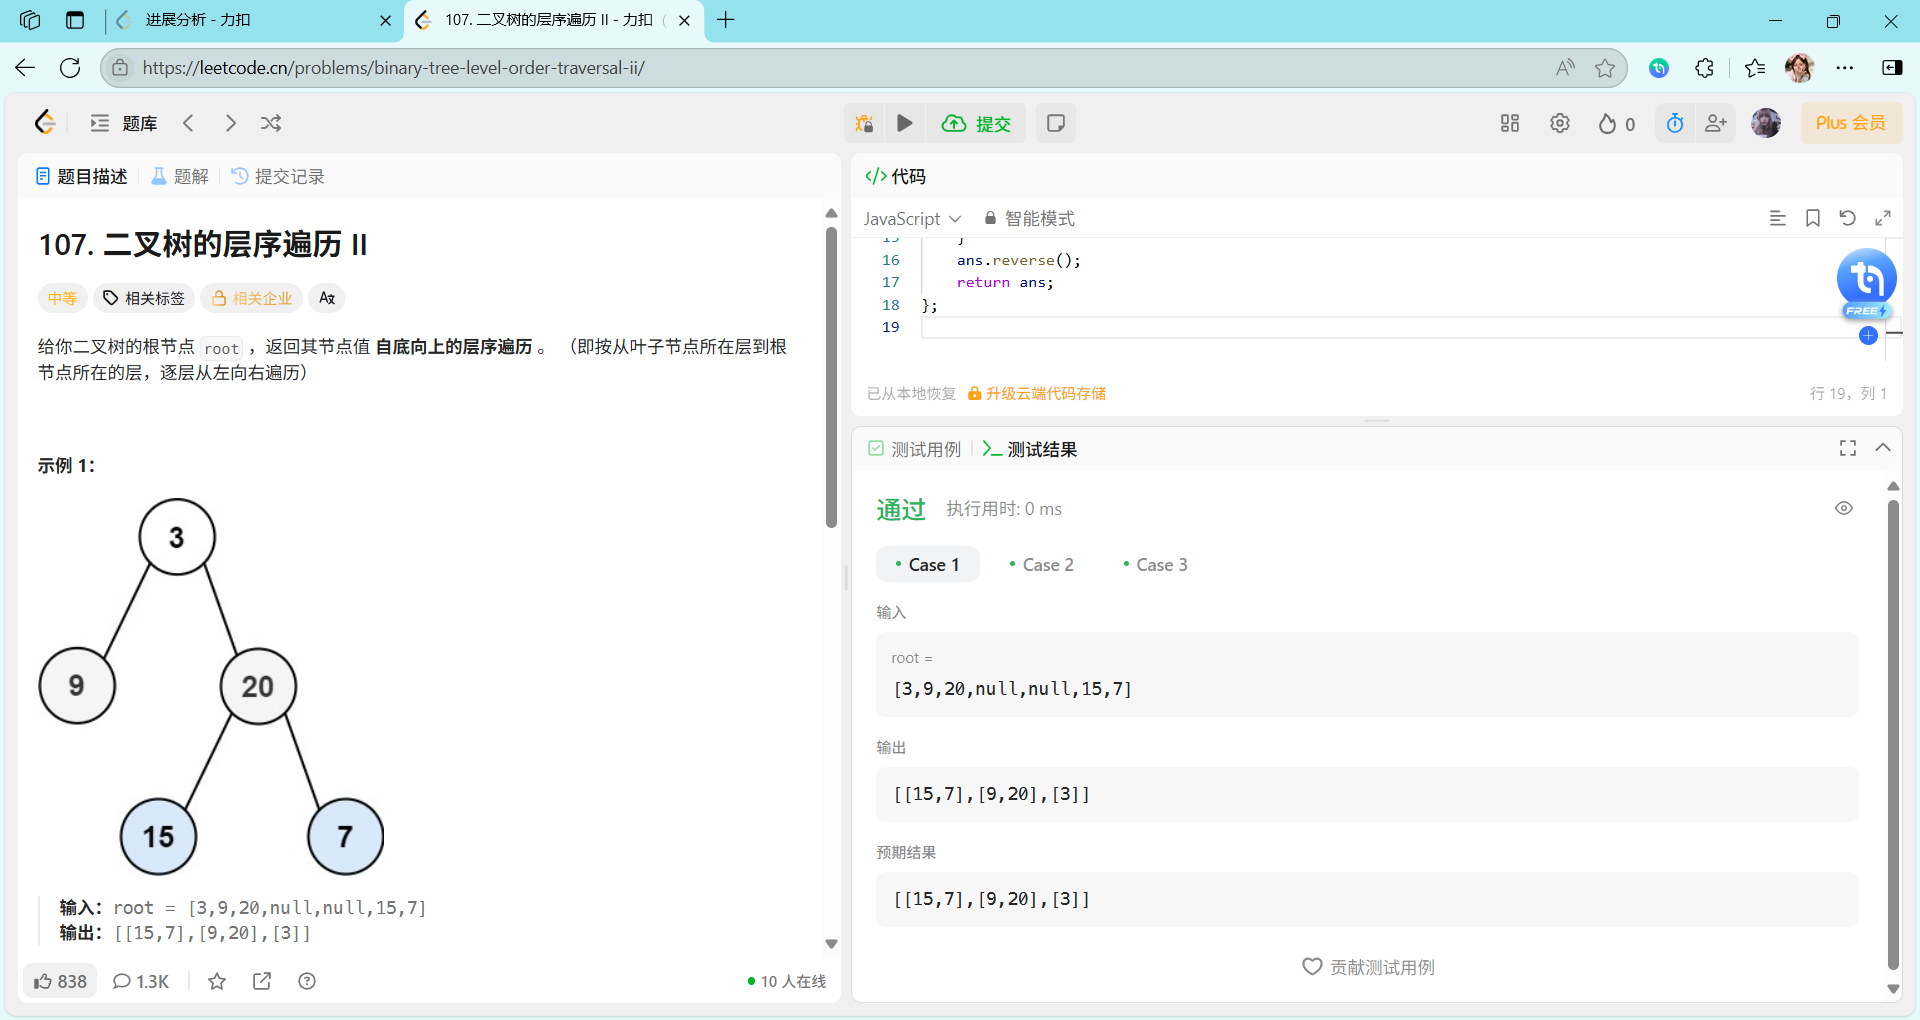 进展分析 - 力扣
107. 二叉树的层序遍历 II - 力扣
https://leetcode.cn/problems/binary-tree-level-order-traversal-ii/
题库
提交
0
Plus 会员
题目描述
题解
提交记录
107. 二叉树的层序遍历 II
中等
相关标签
相关企业
给你二叉树的根节点 root ，返回其节点值 自底向上的层序遍历 。 （即按从叶子节点所在层到根
节点所在的层，逐层从左向右遍历）
示例 1：
3
9
20
15
7
输入：root = [3,9,20,null,null,15,7]
输出：[[15,7],[9,20],[3]]
838
1.3K
10 人在线
</> 代码
JavaScript
智能模式
16 ans.reverse();
17 return ans;
18 };
19
FREE
已从本地恢复
升级云端代码存储
行 19，列 1
测试用例
测试结果
通过
执行用时: 0 ms
Case 1
Case 2
Case 3
输入
root =
[3,9,20,null,null,15,7]
输出
[[15,7],[9,20],[3]]
预期结果
[[15,7],[9,20],[3]]
贡献测试用例